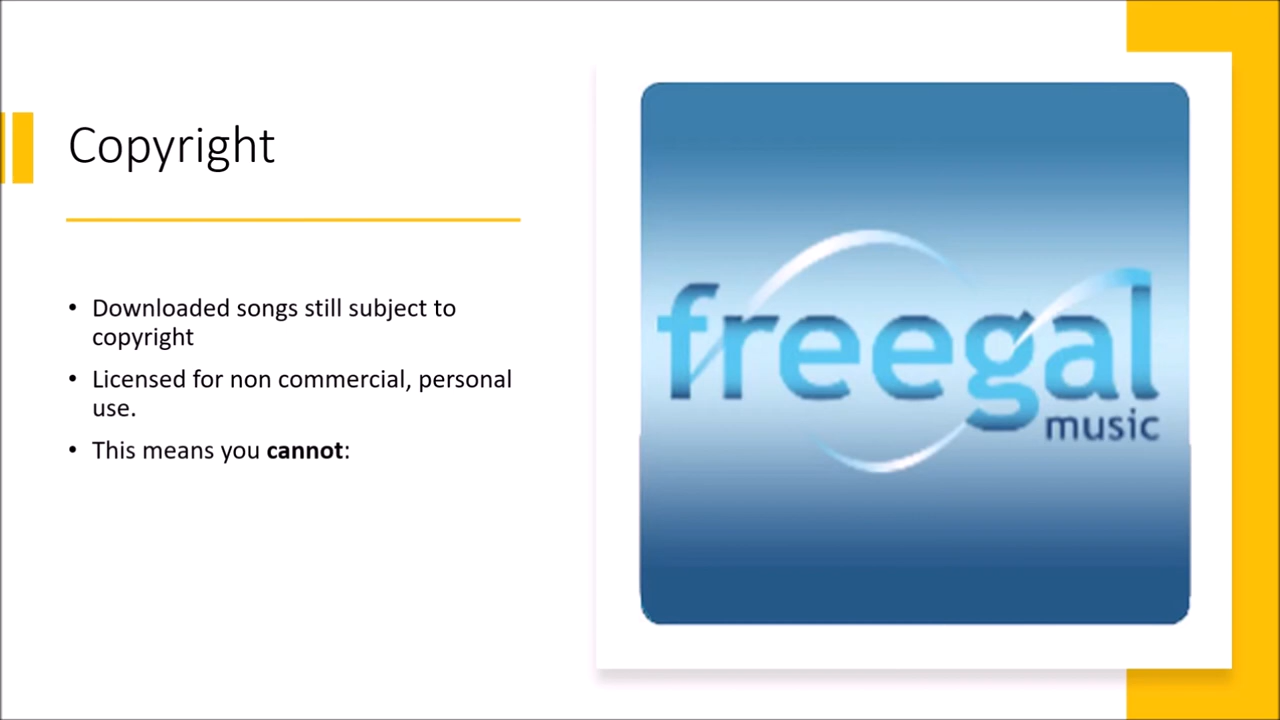 Copyright
• Downloaded songs still subject to
copyright
• Licensed for non commercial, personal
use.
• This means you cannot:
freegal
music